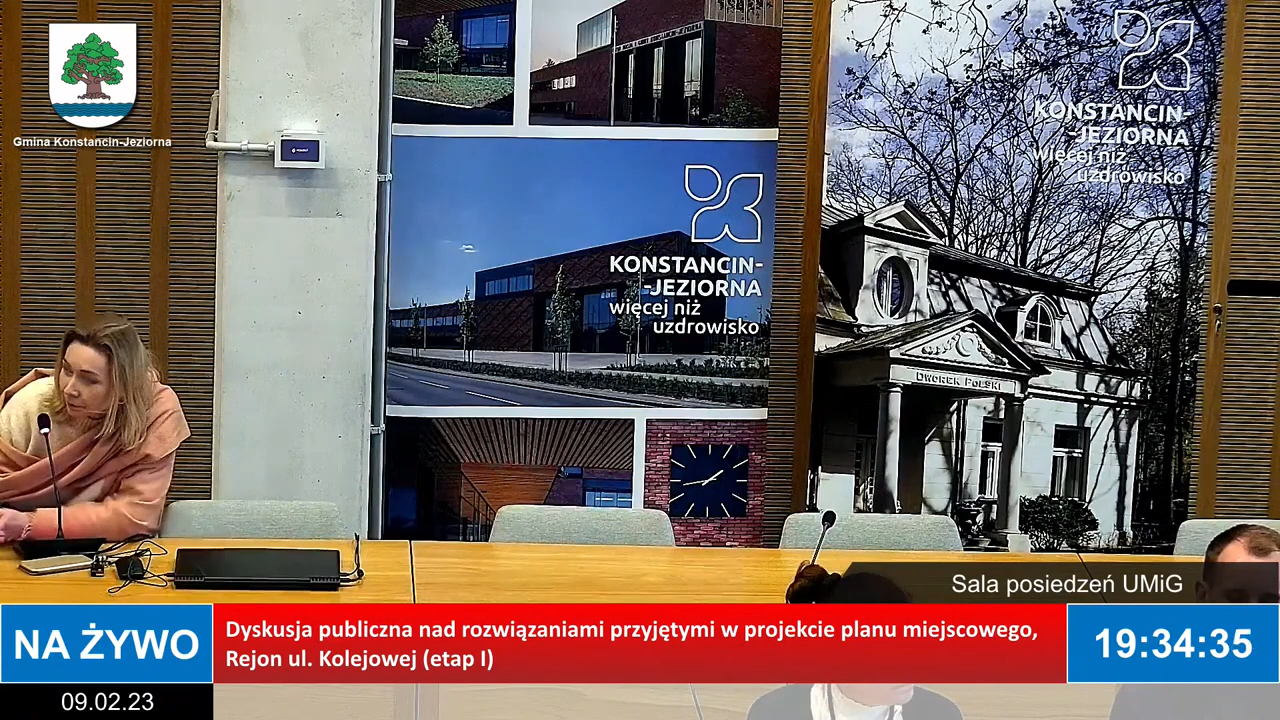 Gmina Konstancin-Jeziorna
KONSTANCIN-
-JEZIORNA
więcej niż
uzdrowisko
KONSTANCIN-
-JEZIORNA
więcej niż
uzdrowisko
DWOREK POLSKI
Sala posiedzeń UMiG
NA ŻYWO
Dyskusja publiczna nad rozwiązaniami przyjętymi w projekcie planu miejscowego,
Rejon ul. Kolejowej (etap I)
19:34:35
09.02.23